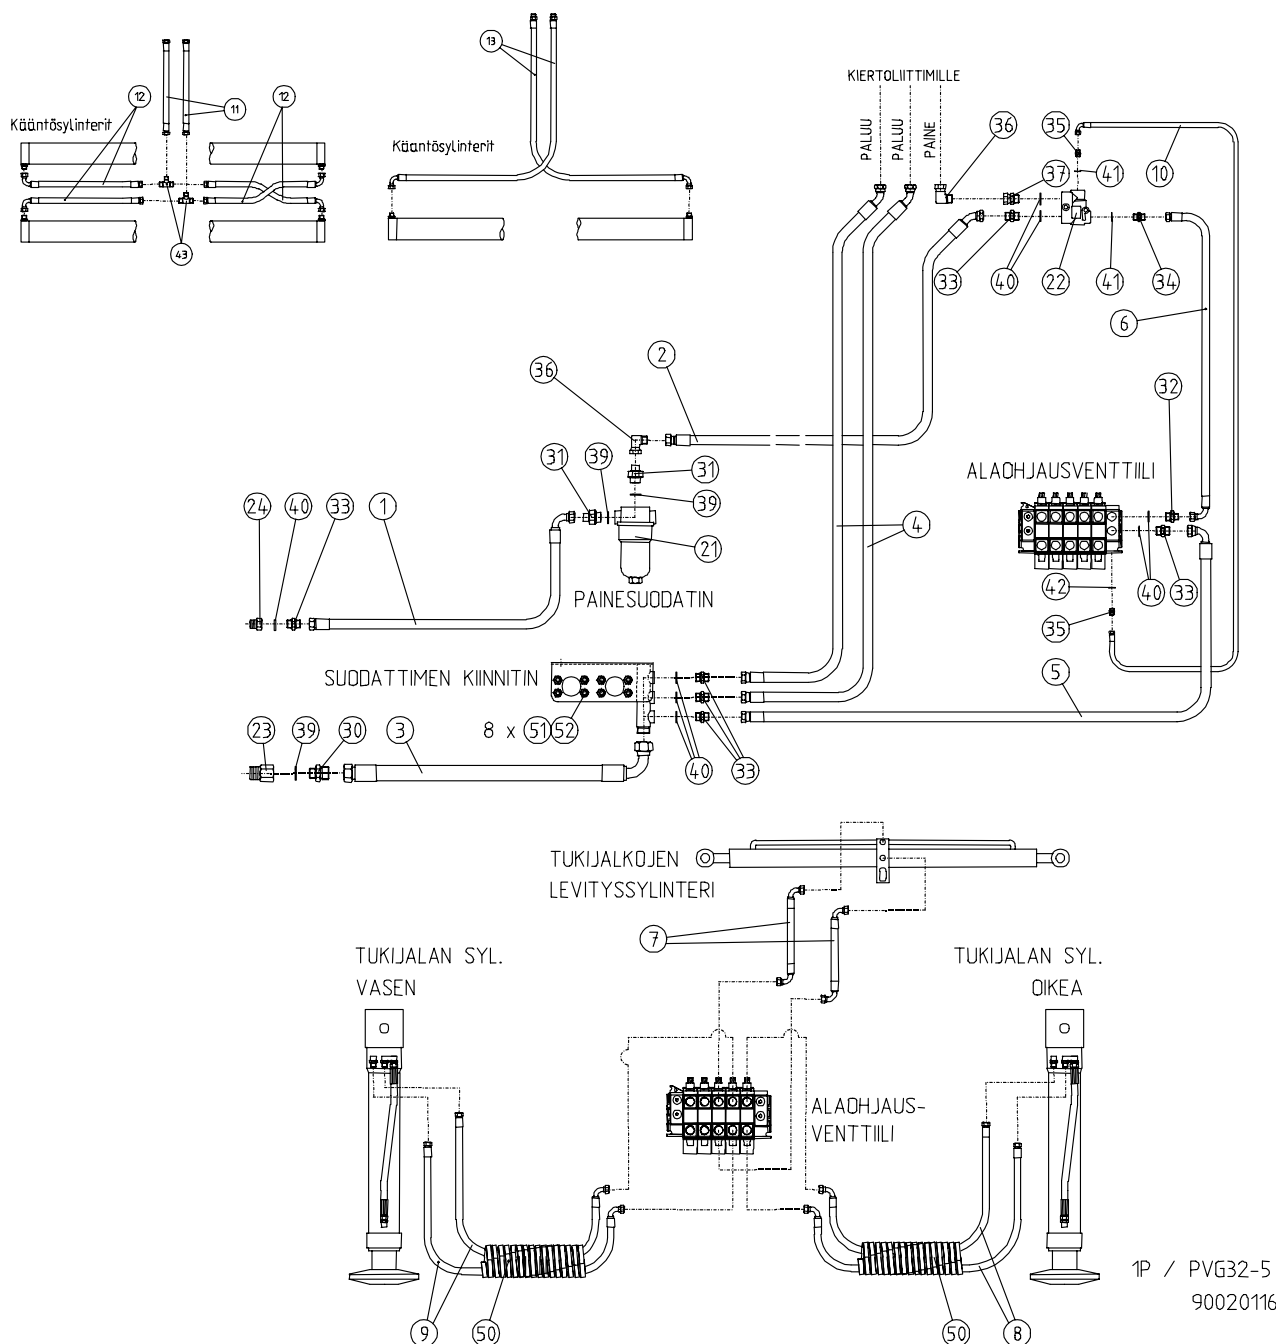 13
12
11
12
Kääntösylinterit
Kääntösylinterit
43
KIERTOLIITTIMILLE
PALUU
PALUU
PAINE
36
35
10
37
41
33
40
22
41
34
6
2
36
32
31
39
31
39
24
40
33
1
21
4
ALAOHJAUSVENTTIILI
PAINESUODATIN
42
40
33
35
SUODATTIMEN KIINNITIN
5
8 x 51 52
23
39
30
3
40
33
TUKIJALKOJEN
LEVITYSSYLINTERI
7
TUKIJALAN SYL.
VASEN
TUKIJALAN SYL.
OIKEA
ALAOHJAUS-
VENTTIILI
9
50
50
8
1P / PVG32-5
90020116